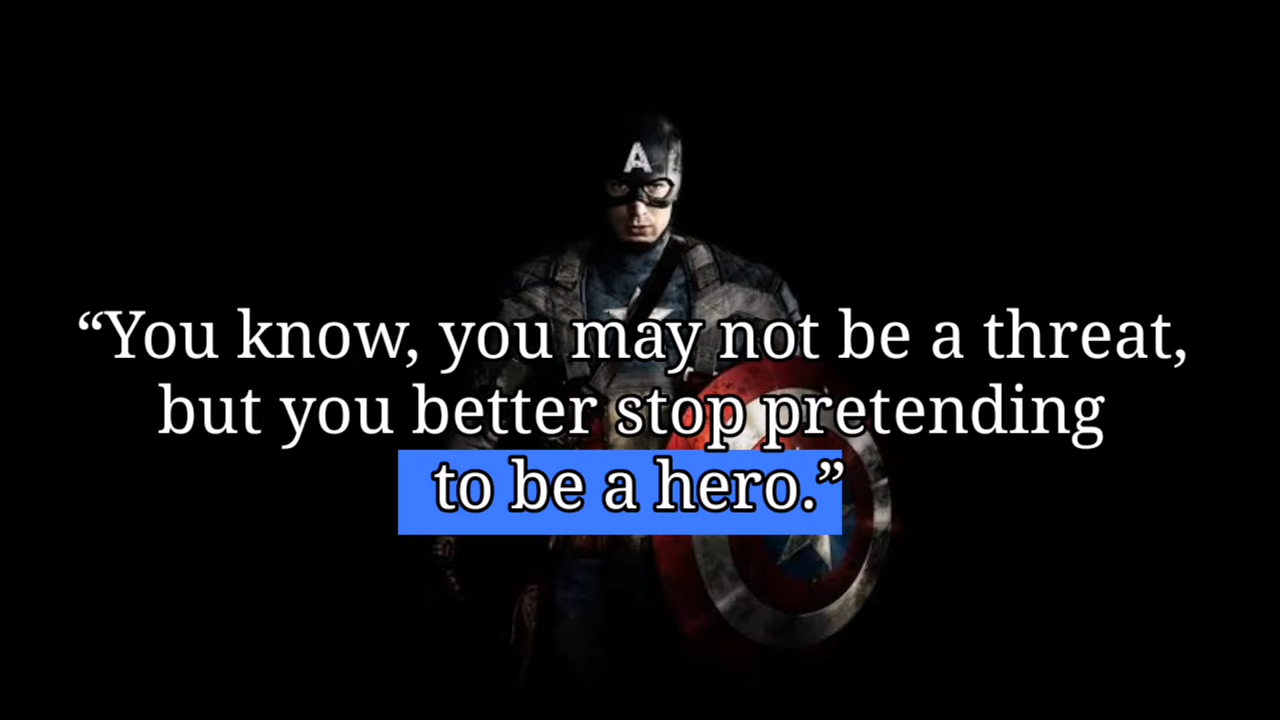 A
“You know, you may not be a threat,
but you better stop pretending
to be a hero.”